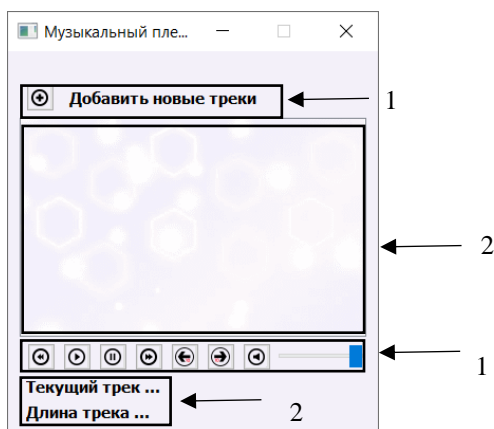 Музыкальный пле...
Добавить новые треки
1
2
1
Текущий трек ...
Длина трека ...
2